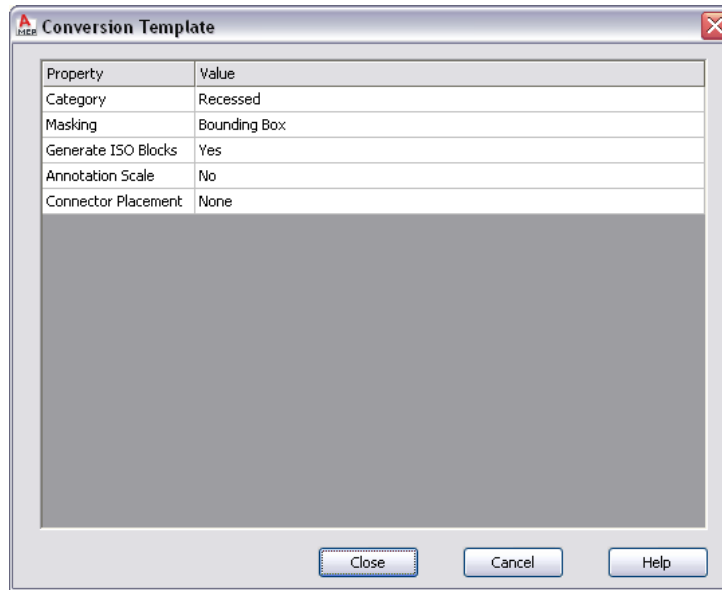 A MEP Conversion Template
Property Value
Category Recessed
Masking Bounding Box
Generate ISO Blocks Yes
Annotation Scale No
Connector Placement None
Close Cancel Help